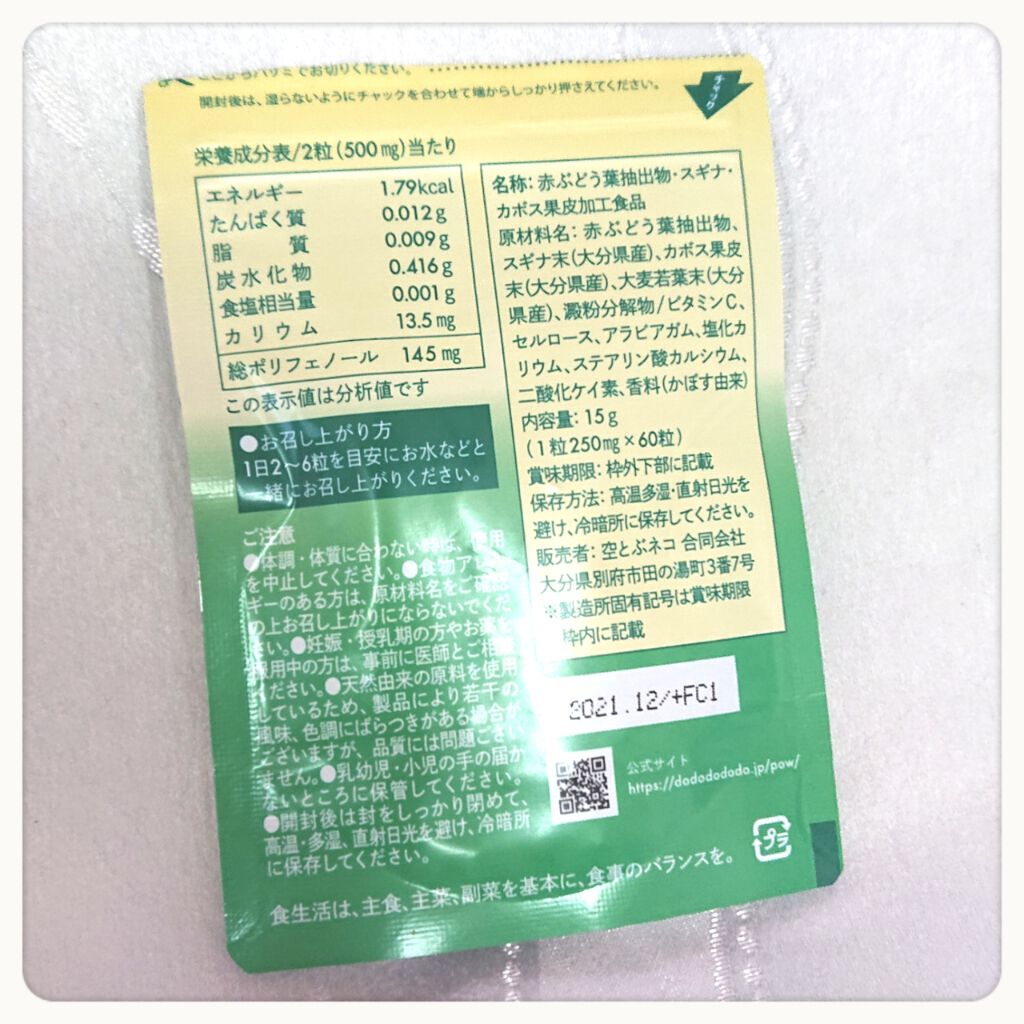 ここからハサミでお切りください。
開封後は、湿らないようにチャックを合わせて端からしっかり押さえてください。
チャック
栄養成分表/2粒(500mg)当たり
エネルギー 1.79kcal
たんぱく質 0.012g
脂質 0.009g
炭水化物 0.416g
食塩相当量 0.001g
カリウム 13.5mg
総ポリフェノール 145mg
この表示値は分析値です
●お召し上がり方
1日2〜6粒を目安にお水などと
一緒にお召し上がりください。
ご注意
●体調・体質に合わない時は、使用
を中止してください。●食物アレル
ギーのある方は、原材料名をご確認
の上お召し上がりにならないでくだ
さい。●妊娠・授乳期の方やお薬を
服用中の方は、事前に医師とご相談
ください。●天然由来の原料を使用
しているため、製品により若干の
風味、色調にばらつきがある場合が
ございますが、品質には問題ござい
ません。●乳幼児・小児の手の届か
ないところに保管してください。
●開封後は封をしっかり閉めて、
高温・多湿、直射日光を避け、冷暗所
に保存してください。
名称:赤ぶどう葉抽出物・スギナ・
カボス果皮加工食品
原材料名:赤ぶどう葉抽出物、
スギナ末(大分県産)、カボス果皮
末(大分県産)、大麦若葉末(大分
県産)、澱粉分解物/ビタミンC、
セルロース、アラビアガム、塩化カ
リウム、ステアリン酸カルシウム、
二酸化ケイ素、香料(かぼす由来)
内容量:15g
(1粒250mg×60粒)
賞味期限:枠外下部に記載
保存方法:高温多湿・直射日光を
避け、冷暗所に保存してください。
販売者:空とぶネコ 合同会社
大分県別府市田の湯町3番7号
※製造所固有記号は賞味期限
枠内に記載
2021.12/+FC1
公式サイト
https://dododododo.jp/pow/
プラ
食生活は、主食、主菜、副菜を基本に、食事のバランスを。